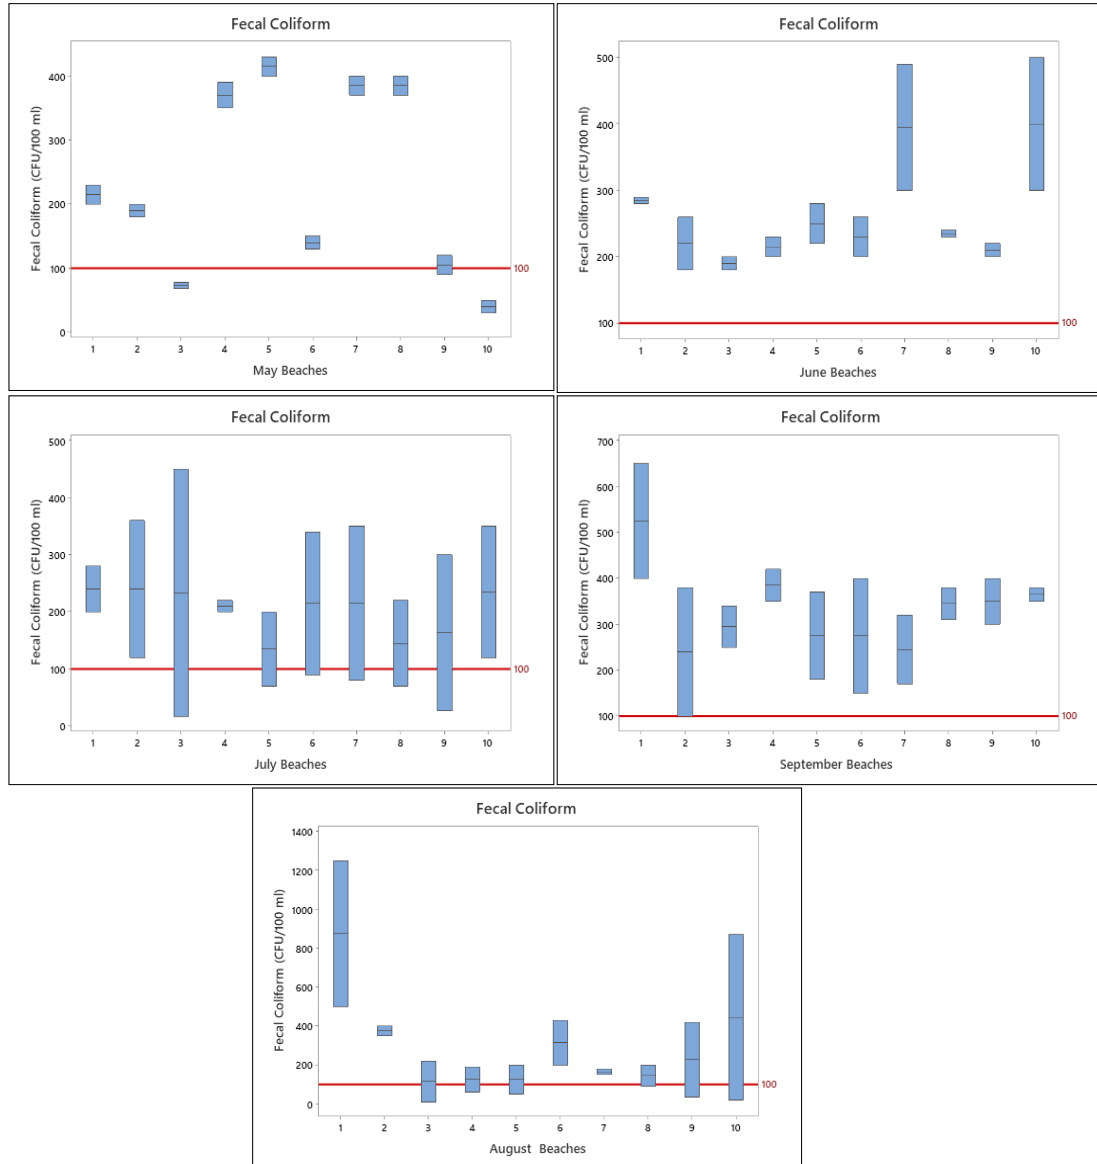 Fecal Coliform
Fecal Coliform (CFU/100 ml)
400
300
200
100
0
100
1 2 3 4 5 6 7 8 9 10
May Beaches
Fecal Coliform
Fecal Coliform (CFU/100 ml)
500
400
300
200
100
100
1 2 3 4 5 6 7 8 9 10
June Beaches
Fecal Coliform
Fecal Coliform (CFU/100 ml)
500
400
300
200
100
0
100
1 2 3 4 5 6 7 8 9 10
July Beaches
Fecal Coliform
Fecal Coliform (CFU/100 ml)
700
600
500
400
300
200
100
100
1 2 3 4 5 6 7 8 9 10
September Beaches
Fecal Coliform
Fecal Coliform (CFU/100 ml)
1400
1200
1000
800
600
400
200
0
100
1 2 3 4 5 6 7 8 9 10
August Beaches